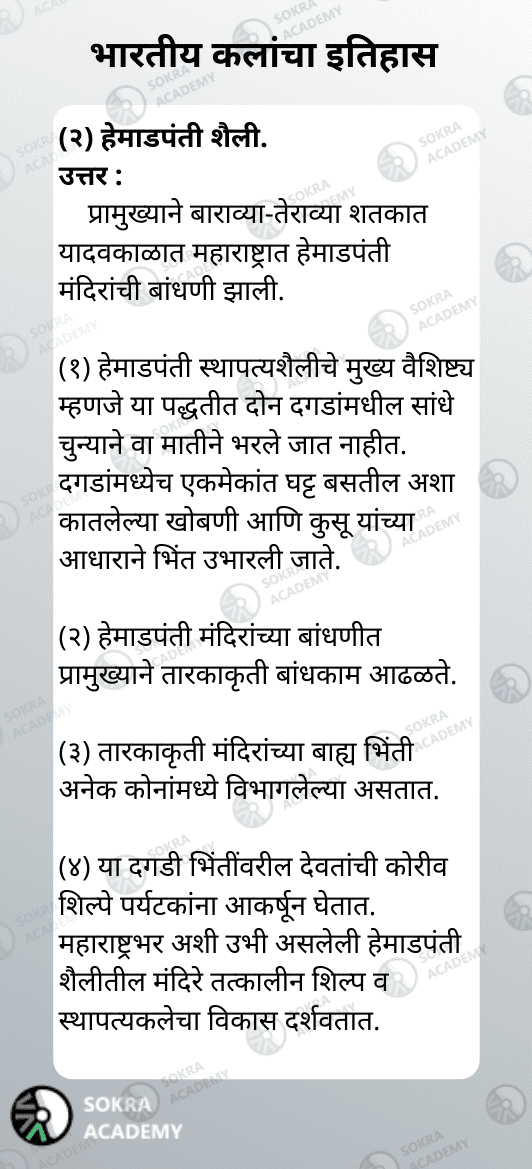 भारतीय कलांचा इतिहास
(२) हेमाडपंती शैली.
उत्तर :
प्रामुख्याने बाराव्या-तेराव्या शतकात
यादवकाळात महाराष्ट्रात हेमाडपंती
मंदिरांची बांधणी झाली.
(१) हेमाडपंती स्थापत्यशैलीचे मुख्य वैशिष्ट्य
म्हणजे या पद्धतीत दोन दगडांमधील सांधे
चुन्याने वा मातीने भरले जात नाहीत.
दगडांमध्येच एकमेकांत घट्ट बसतील अशा
कातलेल्या खोबणी आणि कुसू यांच्या
आधाराने भिंत उभारली जाते.
(२) हेमाडपंती मंदिरांच्या बांधणीत
प्रामुख्याने तारकाकृती बांधकाम आढळते.
(३) तारकाकृती मंदिरांच्या बाह्य भिंती
अनेक कोनांमध्ये विभागलेल्या असतात.
(४) या दगडी भिंतींवरील देवतांची कोरीव
शिल्पे पर्यटकांना आकर्षून घेतात.
महाराष्ट्रभर अशी उभी असलेली हेमाडपंती
शैलीतील मंदिरे तत्कालीन शिल्प व
स्थापत्यकलेचा विकास दर्शवतात.
SOKRA
ACADEMY